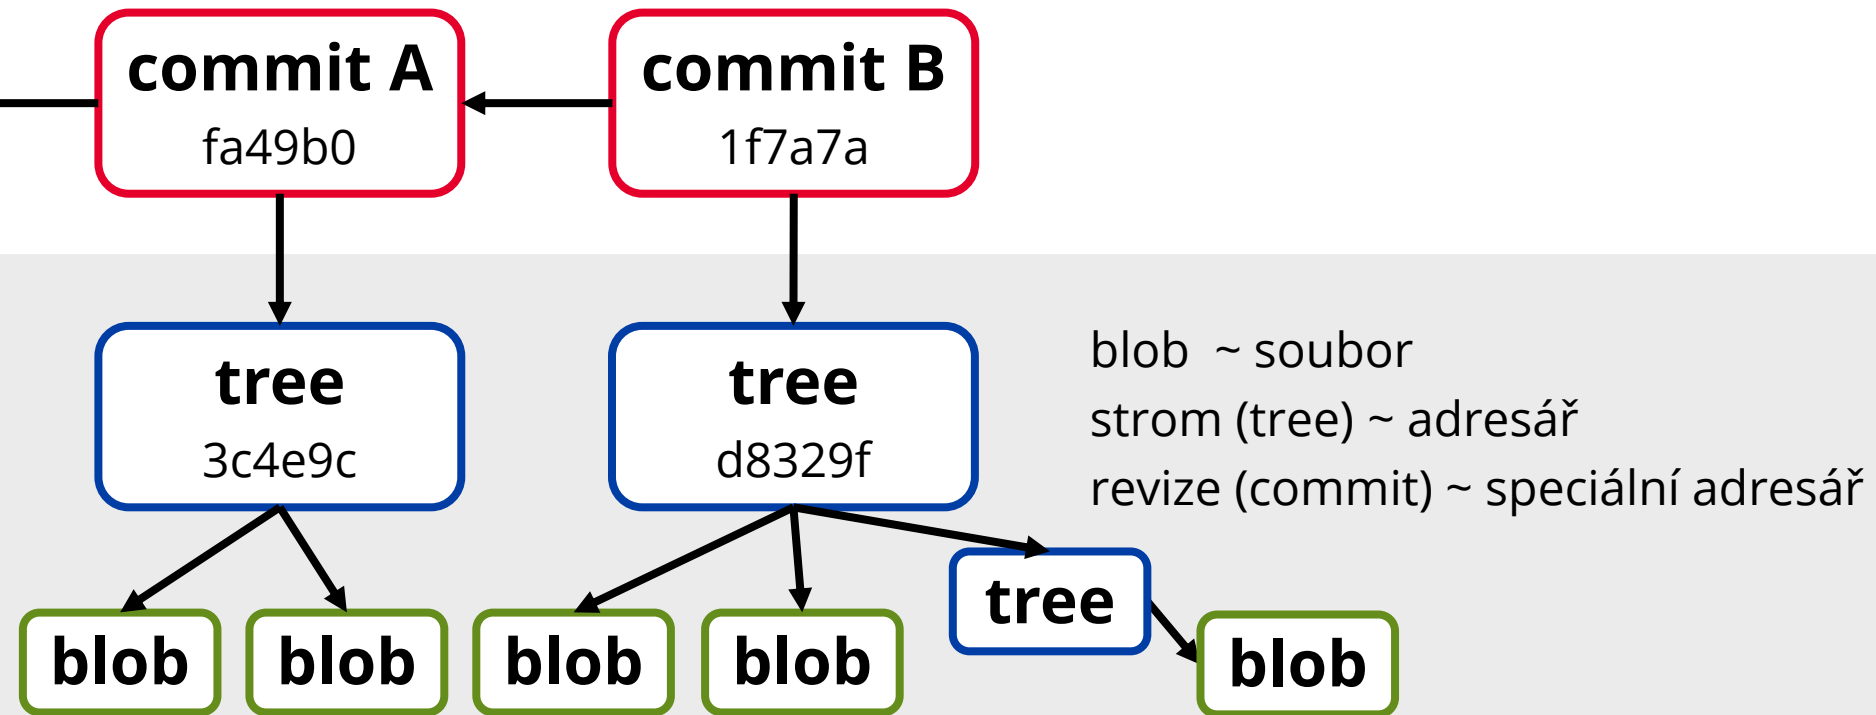 commit A
fa49b0
commit B
1f7a7a
tree
3c4e9c
tree
d8329f
blob ~ soubor
strom (tree) ~ adresář
revize (commit) ~ speciální adresář
tree
blob
blob
blob
blob
blob